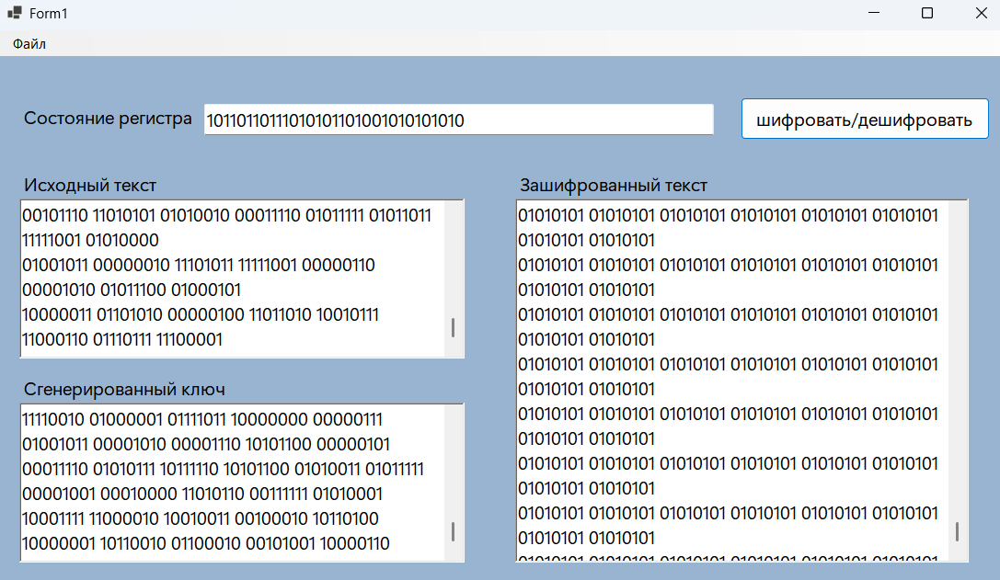 Form1
Файл
Состояние регистра 1011011011101010110100101010101010
шифровать/дешифровать
Исходный текст
00101110 11010101 01010010 00011110 01011111 01011011
11111001 01010000
01001011 00000010 11101011 11111001 00000110
00001010 01011100 01000101
10000011 01101010 00000100 11011010 10010111
11000110 01110111 11100001
Сгенерированный ключ
11110010 01000001 01111011 10000000 00000111
01001011 00001010 00001110 10101100 00000101
00011110 01010111 10111110 10101100 01010011 01011111
00001001 00010000 11010110 00111111 01010001
10001111 11000010 10010011 00100010 10110100
10000001 10110010 01100010 00101001 10000110
Зашифрованный текст
01010101 01010101 01010101 01010101 01010101 01010101
01010101 01010101
01010101 01010101 01010101 01010101 01010101 01010101
01010101 01010101
01010101 01010101 01010101 01010101 01010101 01010101
01010101 01010101
01010101 01010101 01010101 01010101 01010101 01010101
01010101 01010101
01010101 01010101 01010101 01010101 01010101 01010101
01010101 01010101
01010101 01010101 01010101 01010101 01010101 01010101
01010101 01010101
01010101 01010101 01010101 01010101 01010101 01010101
01010101 01010101